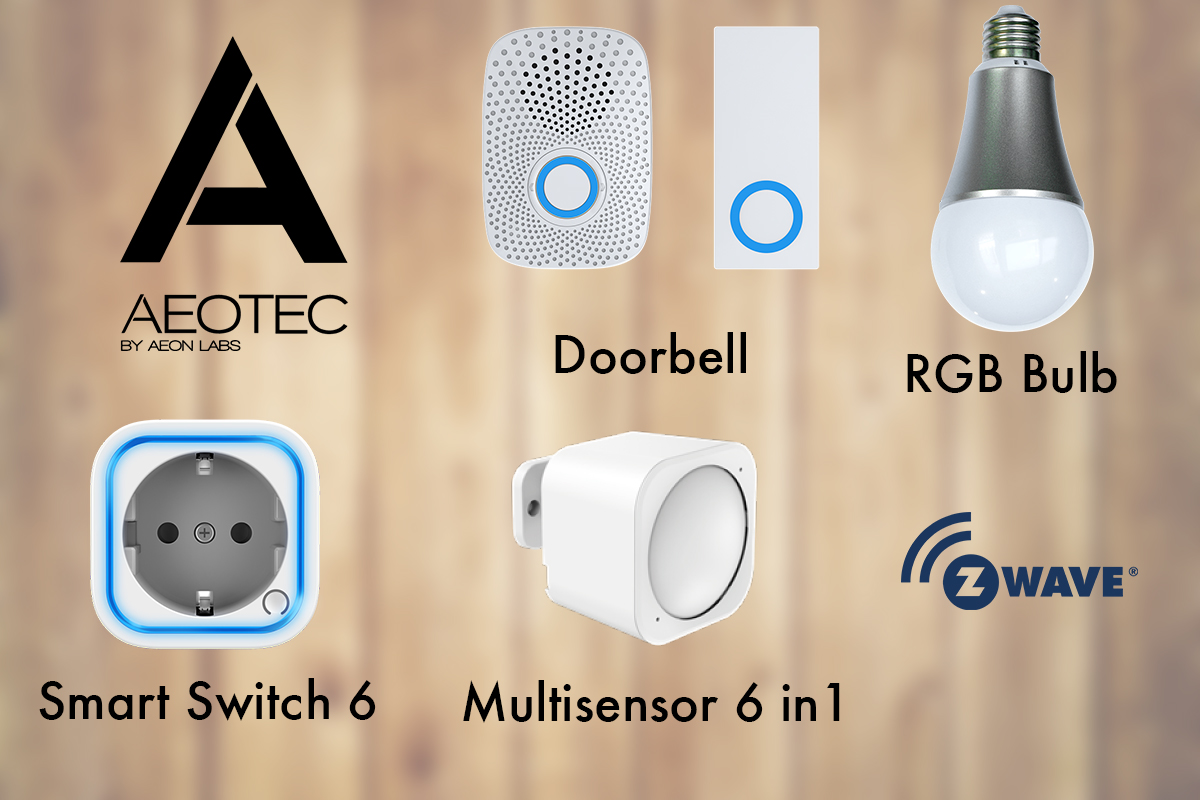 AEOTEC
BY AEON LABS
Doorbell
RGB Bulb
Smart Switch 6
Multisensor 6 in1
Z WAVE®